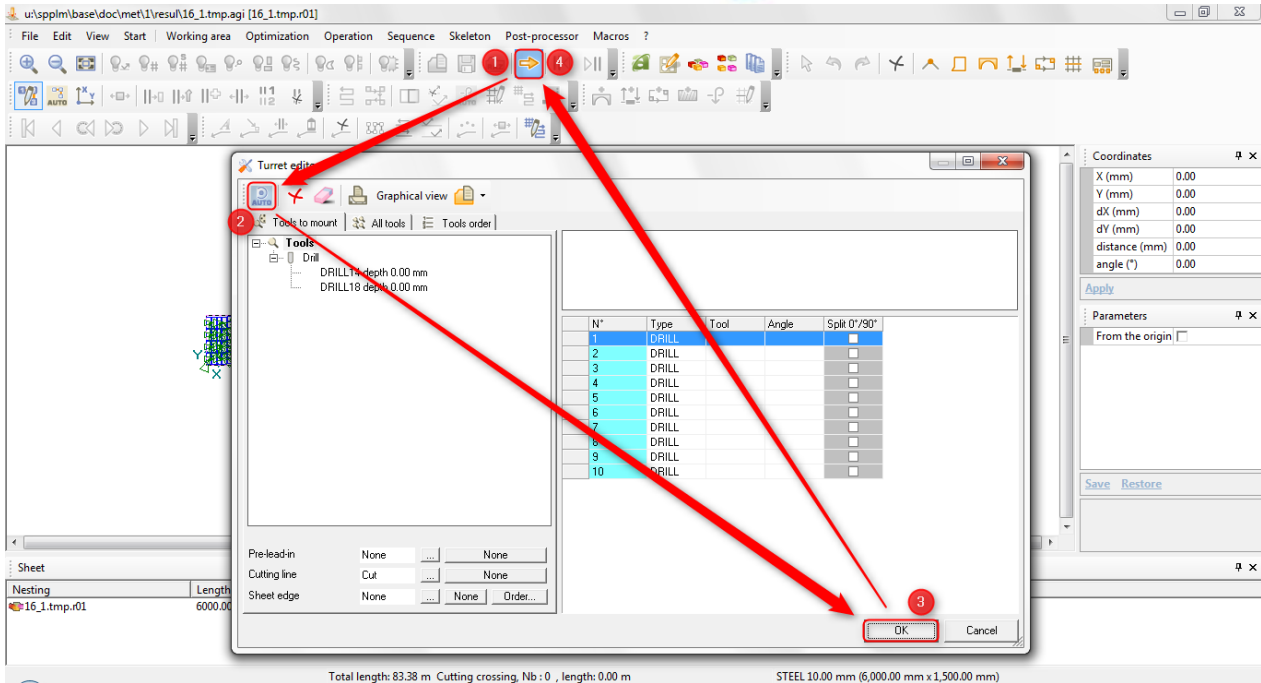 u:\spplm\base\doc\met\1\resul\16_1.tmp.agi [16_1.tmp.r01]
File Edit View Start Working area Optimization Operation Sequence Skeleton Post-processor Macros ?
1 4
AUTO
Turret edit
AUTO Graphical view
2 Tools to mount All tools Tools order
Tools
Drill
DRILL14 depth 0.00 mm
DRILL18 depth 0.00 mm
N° Type Tool Angle Split 0°/90°
1 DRILL
2 DRILL
3 DRILL
4 DRILL
5 DRILL
6 DRILL
7 DRILL
8 DRILL
9 DRILL
10 DRILL
Pre-lead-in None ... None
Cutting line Cut ... None
Sheet edge None ... None Order...
3
OK Cancel
Y
X
Coordinates
X (mm) 0.00
Y (mm) 0.00
dX (mm) 0.00
dY (mm) 0.00
distance (mm) 0.00
angle (°) 0.00
Apply
Parameters
From the origin
Save Restore
Sheet
Nesting Length
16_1.tmp.r01 6000.00
Total length: 83.38 m Cutting crossing, Nb : 0 , length: 0.00 m STEEL 10.00 mm (6,000.00 mm x 1,500.00 mm)